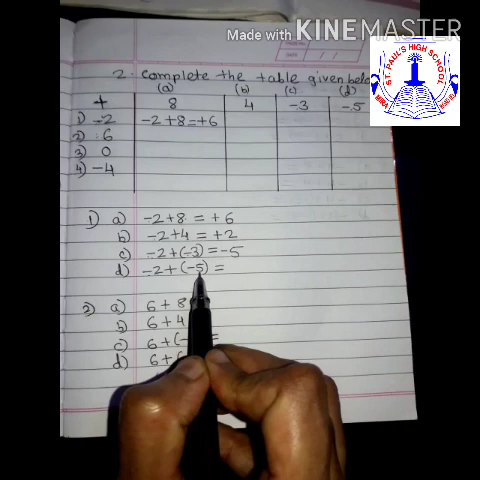 Made with KINEMASTER
ST. PAUL'S HIGH SCHOOL
2. Complete the table given below
(a) (b) (c) (d)
+ 8 4 -3 -5
1) -2 -2+8=+6
2) 6
3) 0
4) -4
1) a) -2+8 = +6
b) -2+4 = +2
c) -2+(-3) = -5
d) -2+(-5) =
2) a) 6+8
b) 6+4
c) 6+(- =
d) 6+(